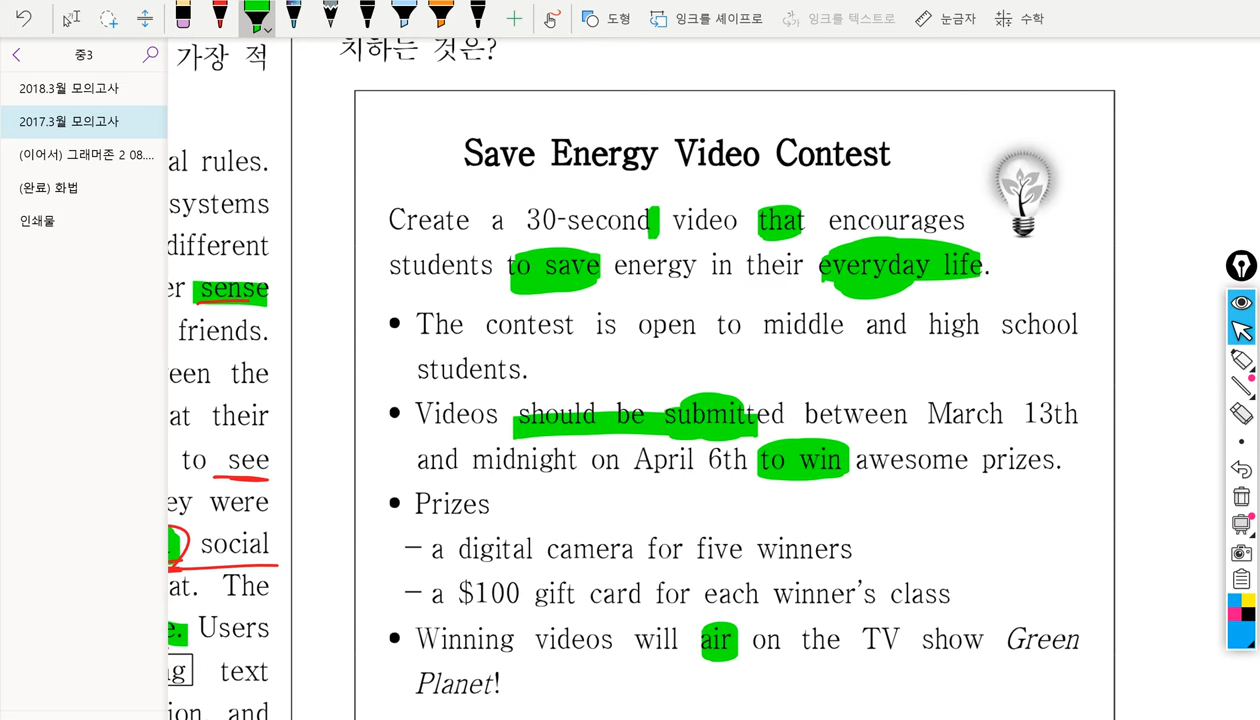 도형
잉크를 셰이프로
잉크를 텍스트로
눈금자
수학
중3
2018.3월 모의고사
2017.3월 모의고사
(이어서) 그래머존 2 08....
(완료) 화법
인쇄물
가장 적
al rules.
systems
different
er sense
friends.
een the
at their
to see
ey were
social
at. The
e. Users
ng text
ion, and
치하는 것은?
Save Energy Video Contest
Create a 30-second video that encourages
students to save energy in their everyday life.
• The contest is open to middle and high school
students.
• Videos should be submitted between March 13th
and midnight on April 6th to win awesome prizes.
• Prizes
– a digital camera for five winners
– a $100 gift card for each winner's class
• Winning videos will air on the TV show Green
Planet!